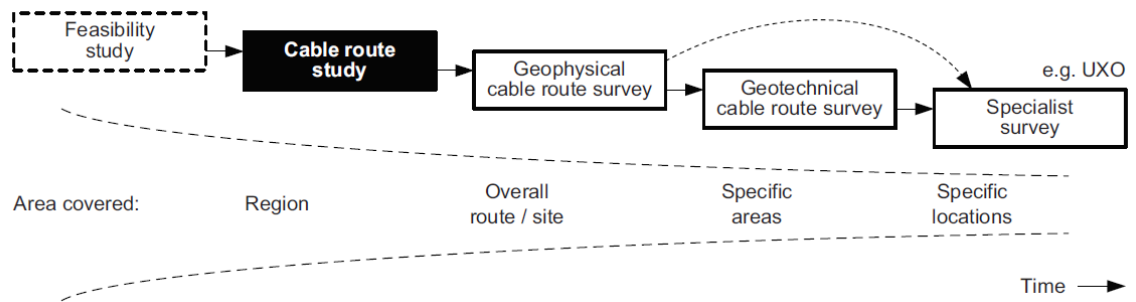 Feasibility
study
Cable route
study
Geophysical
cable route survey
Geotechnical
cable route survey
e.g. UXO
Specialist
survey
Area covered:
Region
Overall
route / site
Specific
areas
Specific
locations
Time